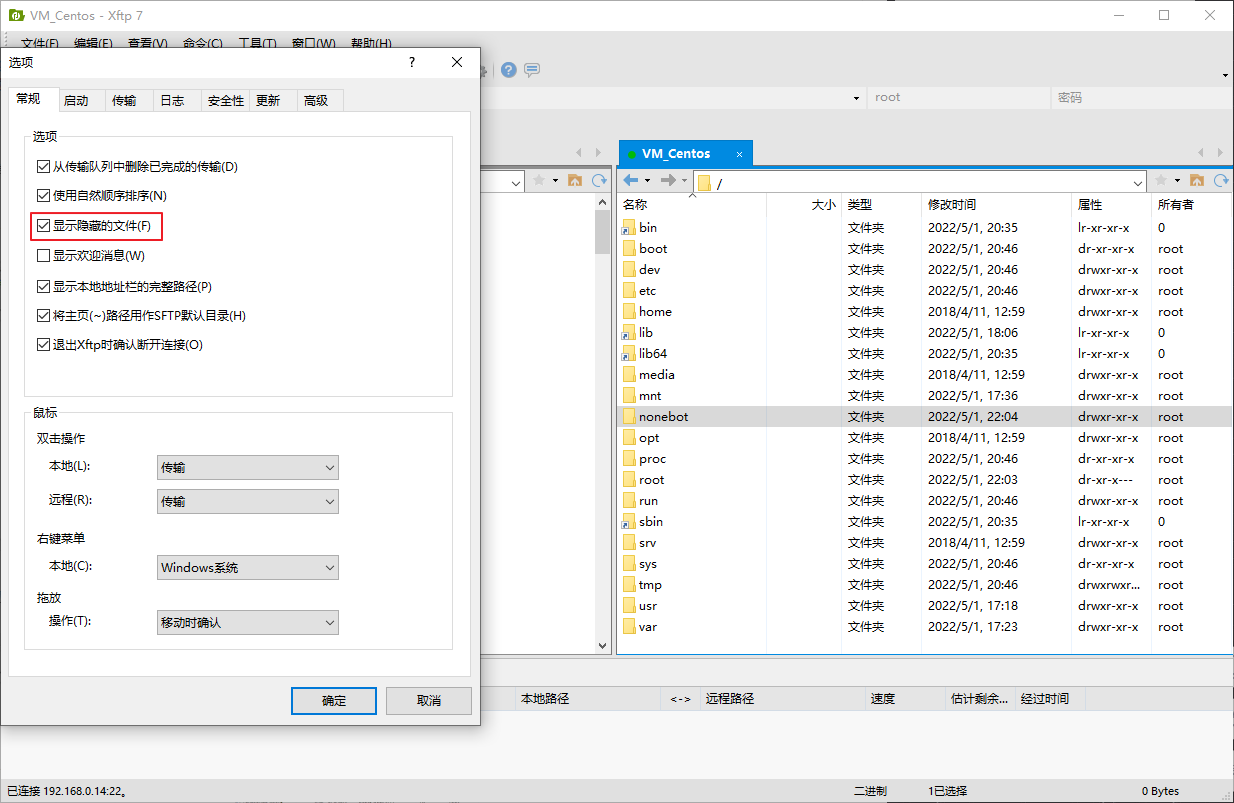 VM_Centos - Xftp 7
文件(F) 编辑(E) 查看(V) 命令(C) 工具(T) 窗口(W) 帮助(H)
选项
常规 启动 传输 日志 安全性 更新 高级
选项
从传输队列中删除已完成的传输(D)
使用自然顺序排序(N)
显示隐藏的文件(F)
显示欢迎消息(W)
显示本地地址栏的完整路径(P)
将主页(~)路径用作SFTP默认目录(H)
退出Xftp时确认断开连接(O)
鼠标
双击操作
本地(L): 传输
远程(R): 传输
右键菜单
本地(C): Windows系统
拖放
操作(T): 移动时确认
确定 取消
root 密码
VM_Centos
/
名称 大小 类型 修改时间 属性 所有者
bin 文件夹 2022/5/1, 20:35 lr-xr-xr-x 0
boot 文件夹 2022/5/1, 20:46 dr-xr-xr-x root
dev 文件夹 2022/5/1, 20:46 drwxr-xr-x root
etc 文件夹 2022/5/1, 20:46 drwxr-xr-x root
home 文件夹 2018/4/11, 12:59 drwxr-xr-x root
lib 文件夹 2022/5/1, 18:06 lr-xr-xr-x 0
lib64 文件夹 2022/5/1, 20:35 lr-xr-xr-x 0
media 文件夹 2018/4/11, 12:59 drwxr-xr-x root
mnt 文件夹 2022/5/1, 17:36 drwxr-xr-x root
nonebot 文件夹 2022/5/1, 22:04 drwxr-xr-x root
opt 文件夹 2018/4/11, 12:59 drwxr-xr-x root
proc 文件夹 2022/5/1, 20:46 dr-xr-xr-x root
root 文件夹 2022/5/1, 22:03 dr-xr-x--- root
run 文件夹 2022/5/1, 20:46 drwxr-xr-x root
sbin 文件夹 2022/5/1, 20:35 lr-xr-xr-x 0
srv 文件夹 2018/4/11, 12:59 drwxr-xr-x root
sys 文件夹 2022/5/1, 20:46 dr-xr-xr-x root
tmp 文件夹 2022/5/1, 20:46 drwxrwxr... root
usr 文件夹 2022/5/1, 17:18 drwxr-xr-x root
var 文件夹 2022/5/1, 17:23 drwxr-xr-x root
本地路径 <-> 远程路径 速度 估计剩余... 经过时间
已连接 192.168.0.14:22。 二进制 1已选择 0 Bytes